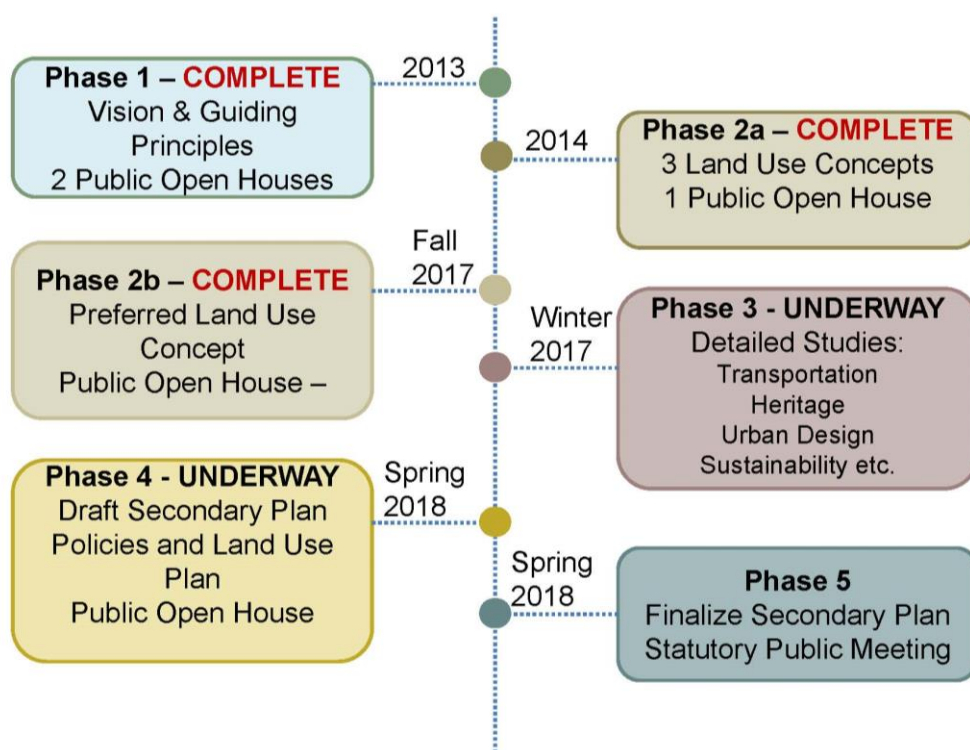 2013
Phase 1 – COMPLETE
Vision & Guiding
Principles
2 Public Open Houses
2014
Phase 2a – COMPLETE
3 Land Use Concepts
1 Public Open House
Fall
2017
Phase 2b – COMPLETE
Preferred Land Use
Concept
Public Open House –
Winter
2017
Phase 3 - UNDERWAY
Detailed Studies:
Transportation
Heritage
Urban Design
Sustainability etc.
Spring
2018
Phase 4 - UNDERWAY
Draft Secondary Plan
Policies and Land Use
Plan
Public Open House
Spring
2018
Phase 5
Finalize Secondary Plan
Statutory Public Meeting